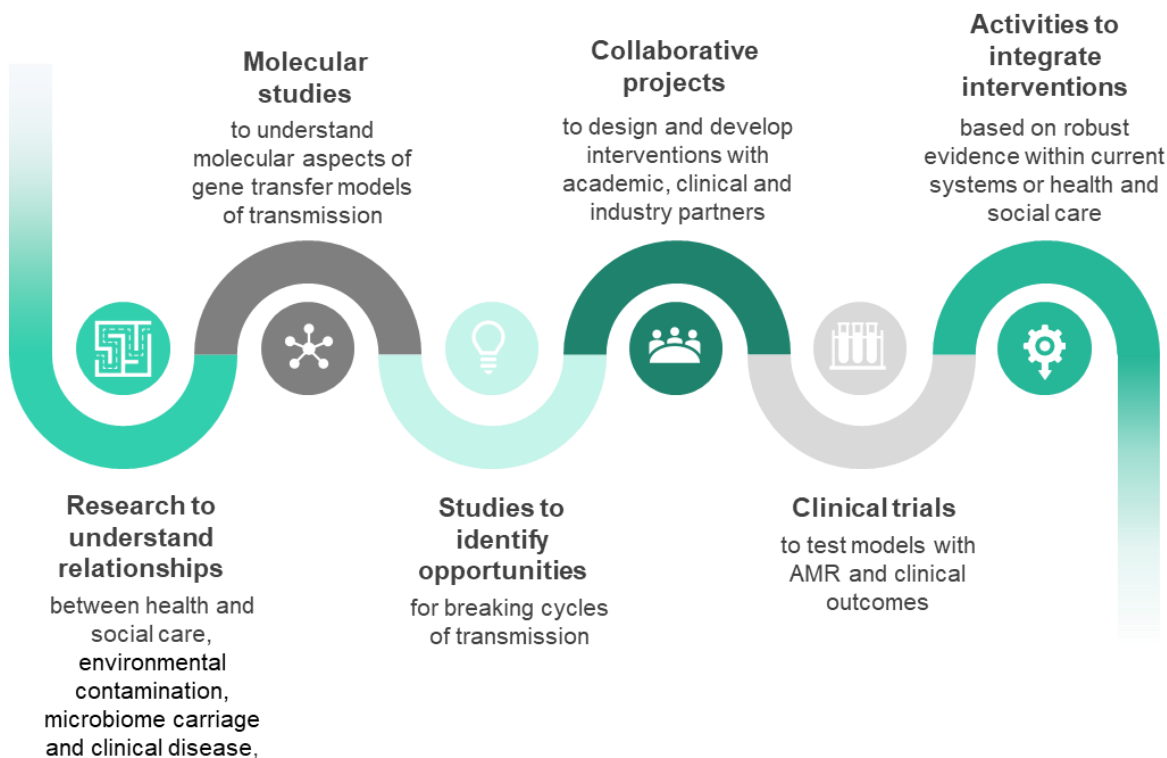 Research to
understand
relationships
between health and
social care,
environmental
contamination,
microbiome carriage
and clinical disease,
Molecular
studies
to understand
molecular aspects of
gene transfer models
of transmission
Studies to
identify
opportunities
for breaking cycles
of transmission
Collaborative
projects
to design and develop
interventions with
academic, clinical and
industry partners
Clinical trials
to test models with
AMR and clinical
outcomes
Activities to
integrate
interventions
based on robust
evidence within current
systems or health and
social care